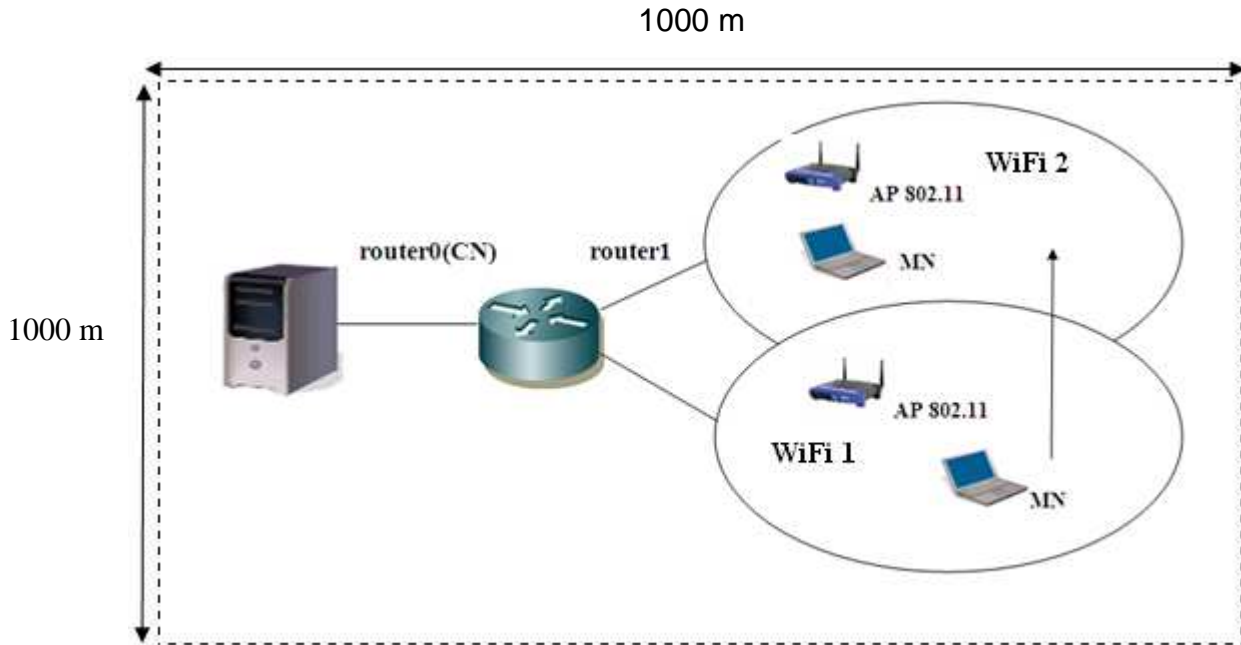 1000 m
WiFi 2
AP 802.11
router0(CN)
router1
MN
1000 m
AP 802.11
WiFi 1
MN